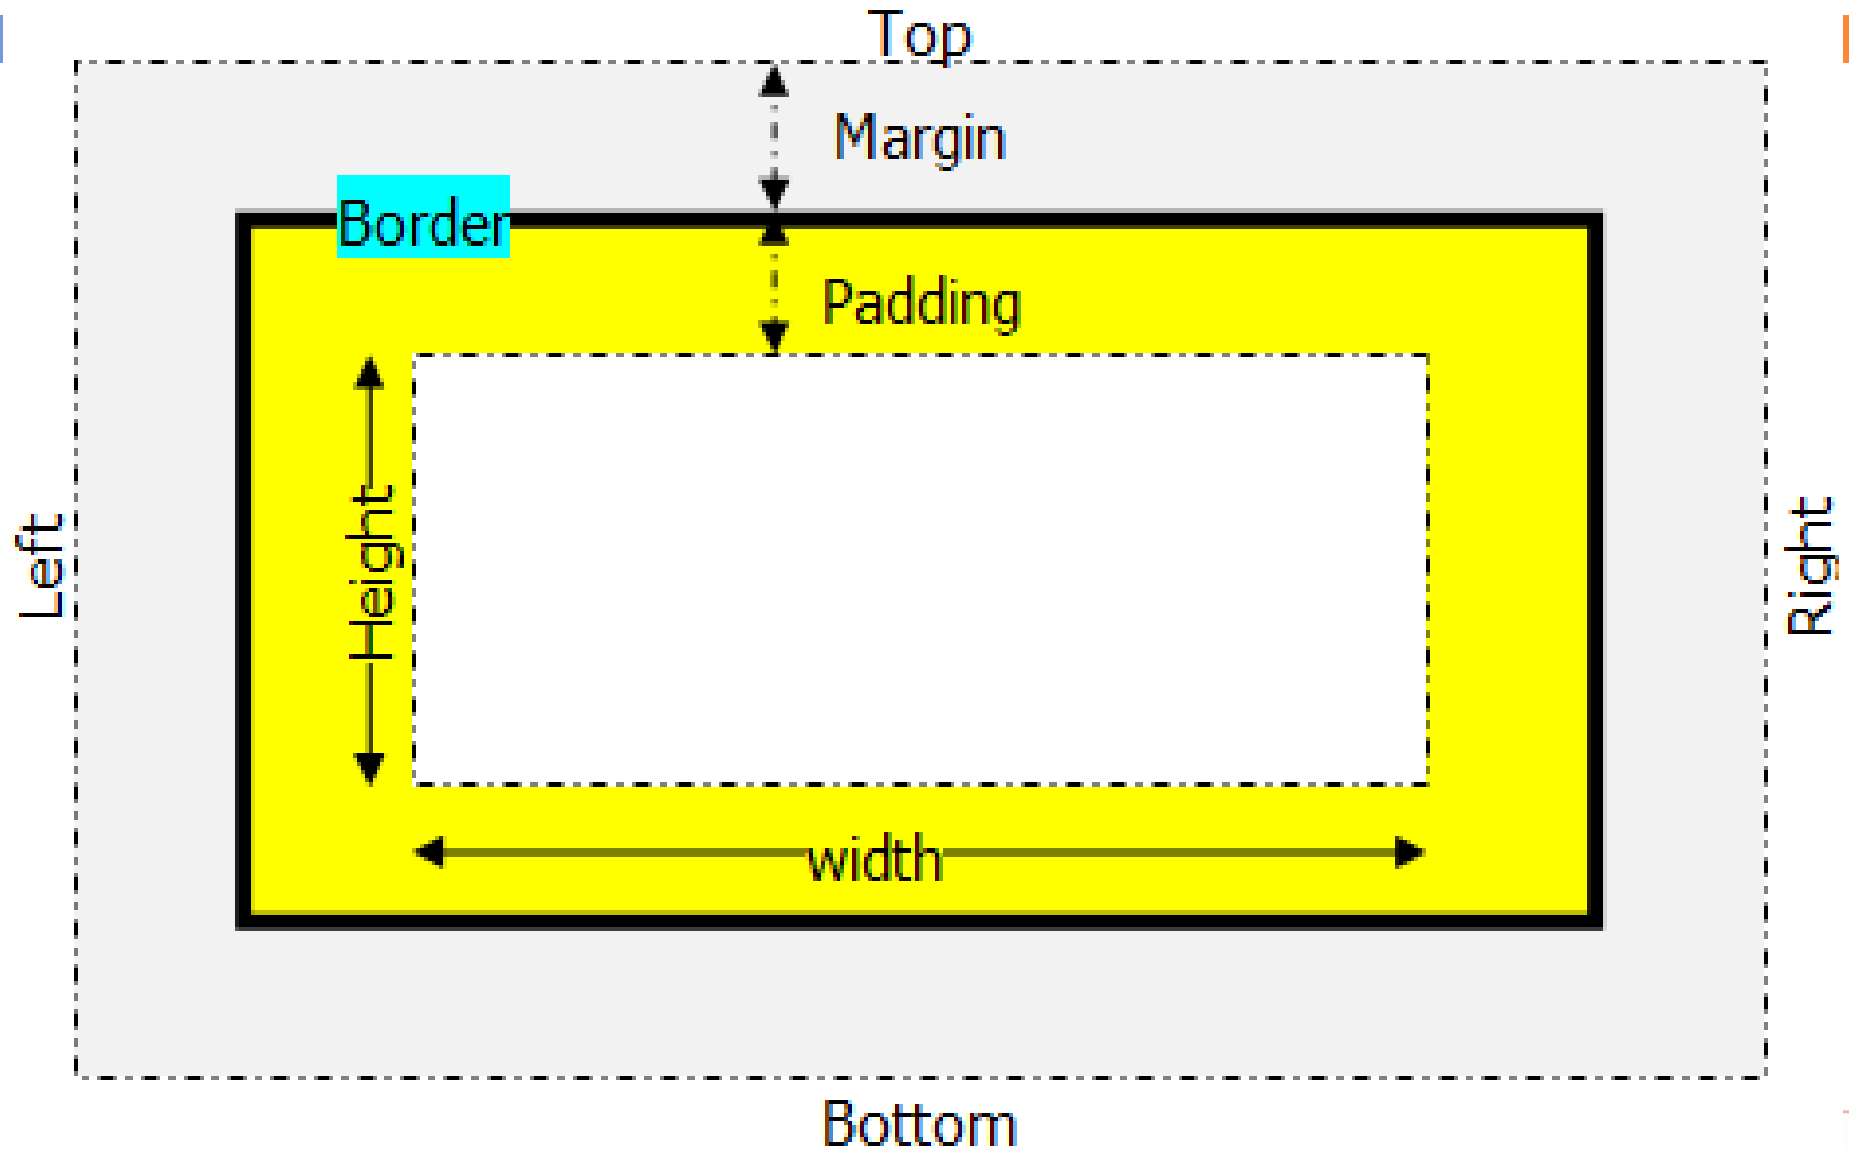 Top
Margin
Border
Padding
Height
Left
Right
width
Bottom